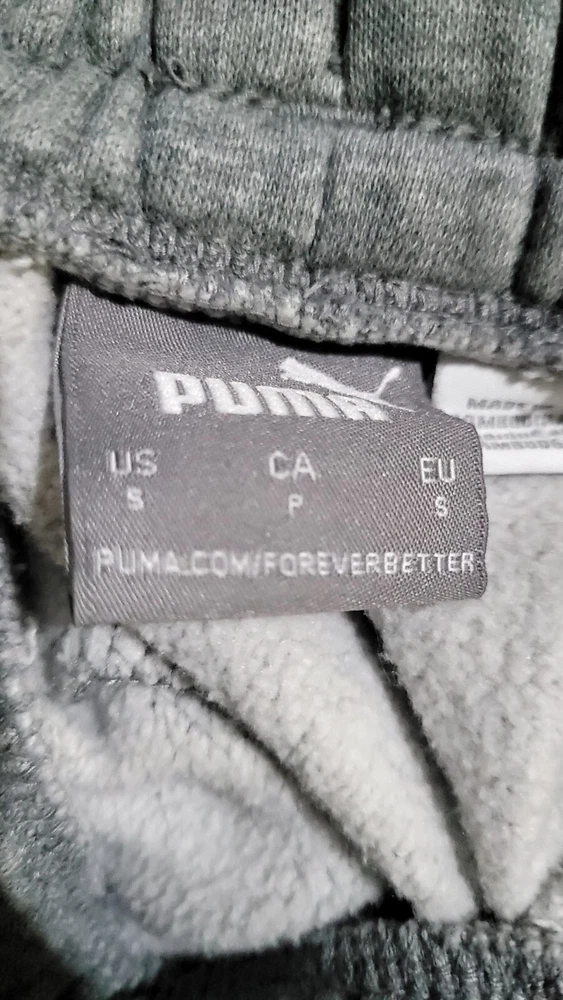 PUMA
US CA EU
S P S
PUMA.COM/FOREVERBETTER